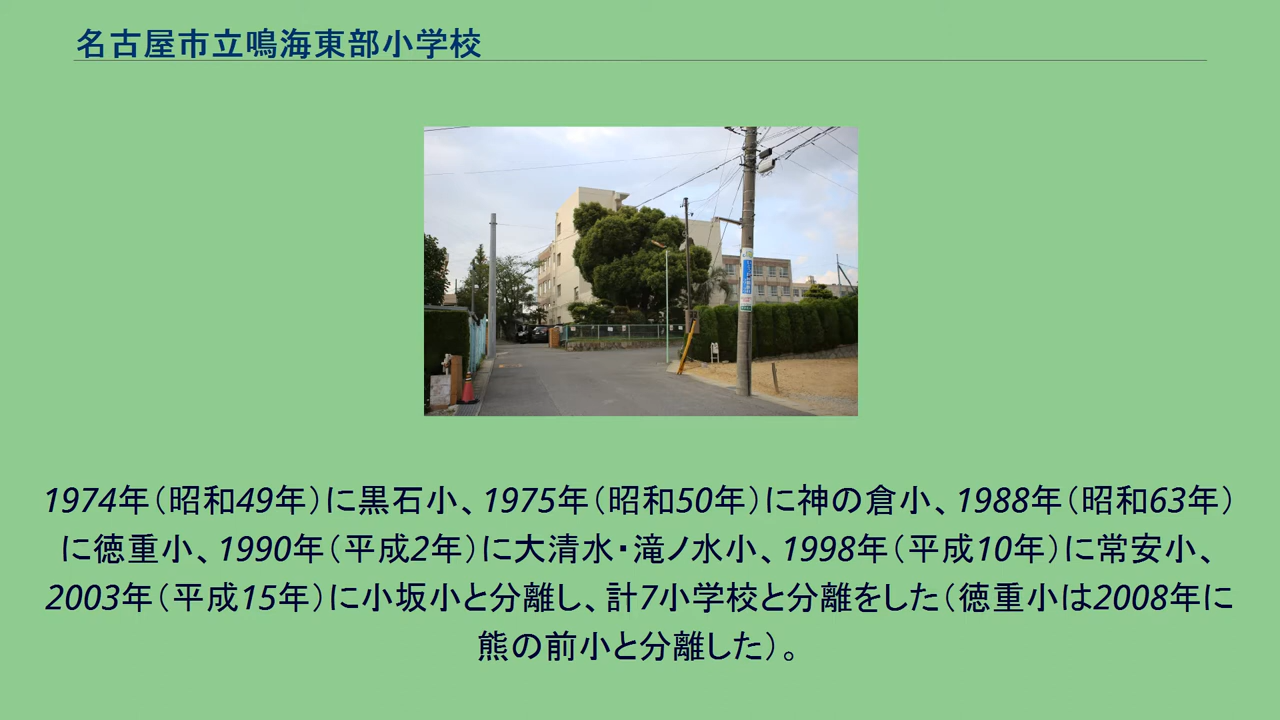 名古屋市立鳴海東部小学校
1974年（昭和49年）に黒石小、1975年（昭和50年）に神の倉小、1988年（昭和63年）
に徳重小、1990年（平成2年）に大清水・滝ノ水小、1998年（平成10年）に常安小、
2003年（平成15年）に小坂小と分離し、計7小学校と分離をした（徳重小は2008年に
熊の前小と分離した）。